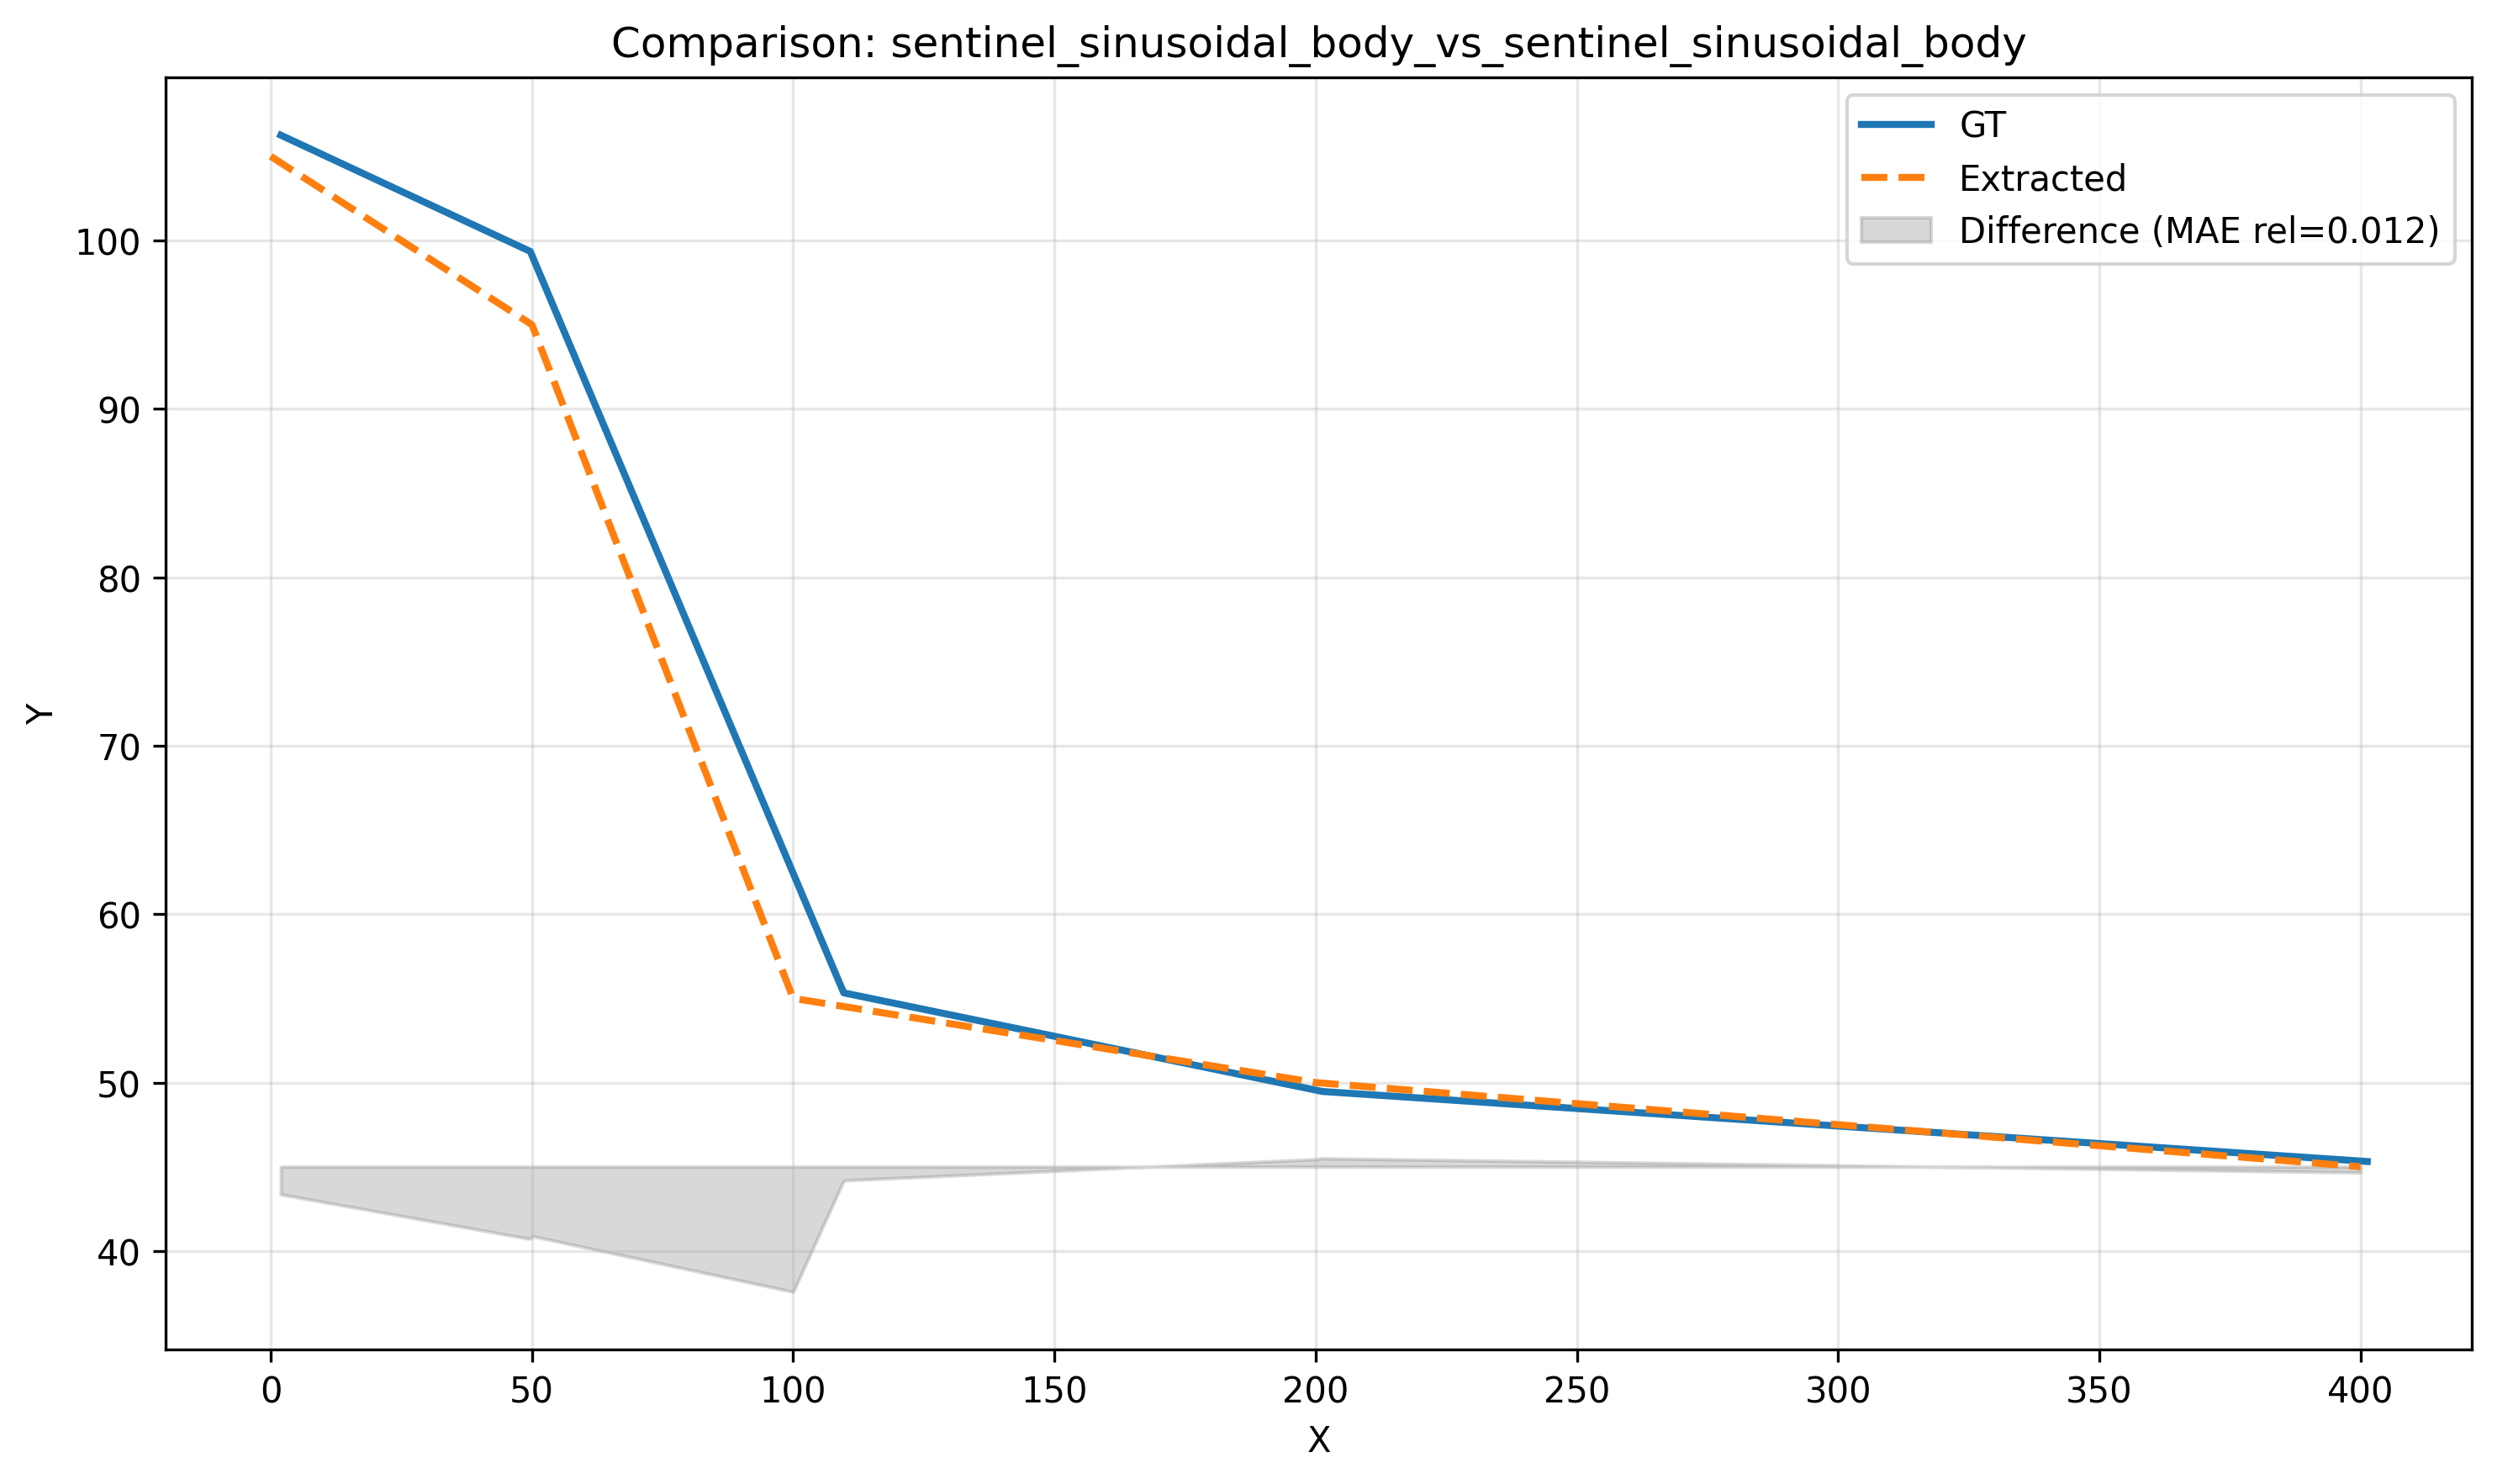 Comparison: sentinel_sinusoidal_body_vs_sentinel_sinusoidal_body
GT
Extracted
Difference (MAE rel=0.012)
Y
100
90
80
70
60
50
40
0 50 100 150 200 250 300 350 400
X